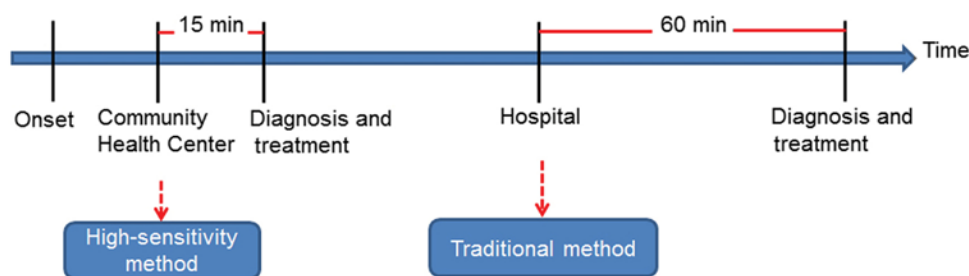 15 min
60 min
Time
Onset
Community
Health Center
Diagnosis and
treatment
Hospital
Diagnosis and
treatment
High-sensitivity
method
Traditional method